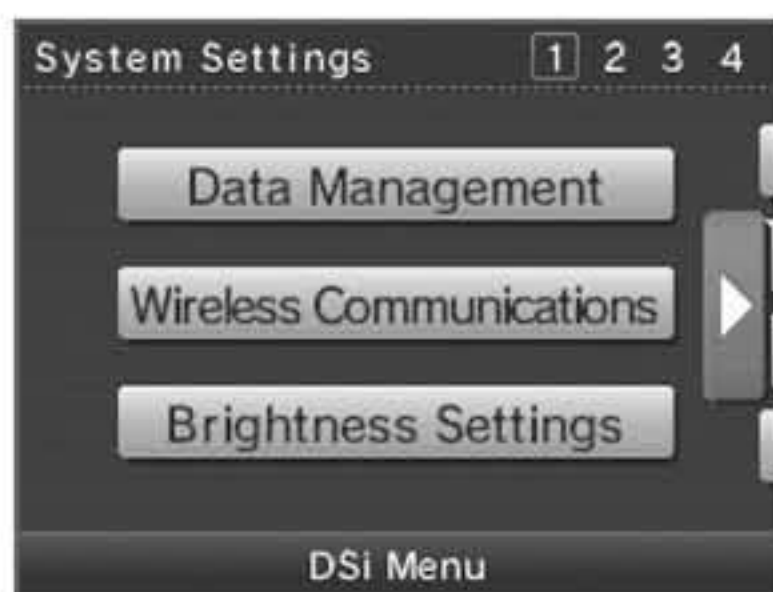 System Settings 1 2 3 4
Data Management
Wireless Communications
Brightness Settings
DSi Menu